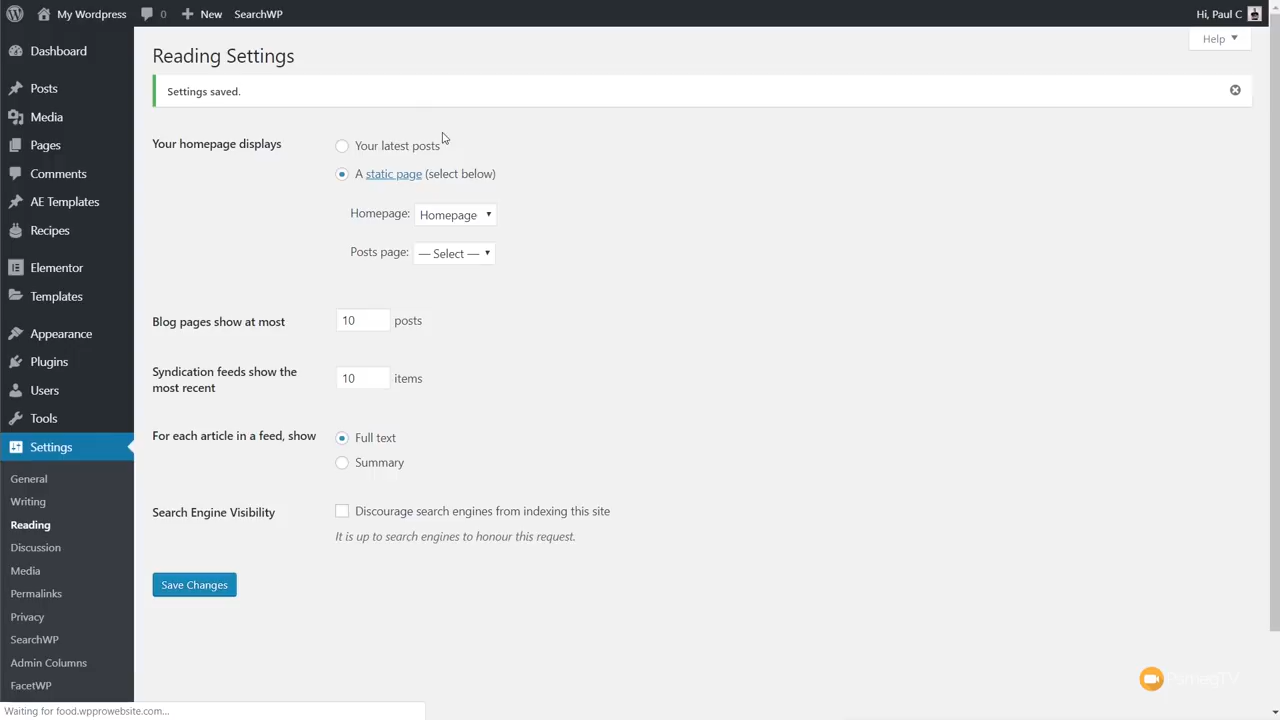 My Wordpress
0
New
SearchWP
Hi, Paul C
Help
Dashboard
Posts
Media
Pages
Comments
AE Templates
Recipes
Elementor
Templates
Appearance
Plugins
Users
Tools
Settings
General
Writing
Reading
Discussion
Media
Permalinks
Privacy
SearchWP
Admin Columns
FacetWP
Reading Settings
Settings saved.
Your homepage displays
Your latest posts
A static page (select below)
Homepage: Homepage
Posts page: — Select —
Blog pages show at most 10 posts
Syndication feeds show the
most recent
10 items
For each article in a feed, show
Full text
Summary
Search Engine Visibility
Discourage search engines from indexing this site
It is up to search engines to honour this request.
Save Changes
Waiting for food.wpprowebsite.com...